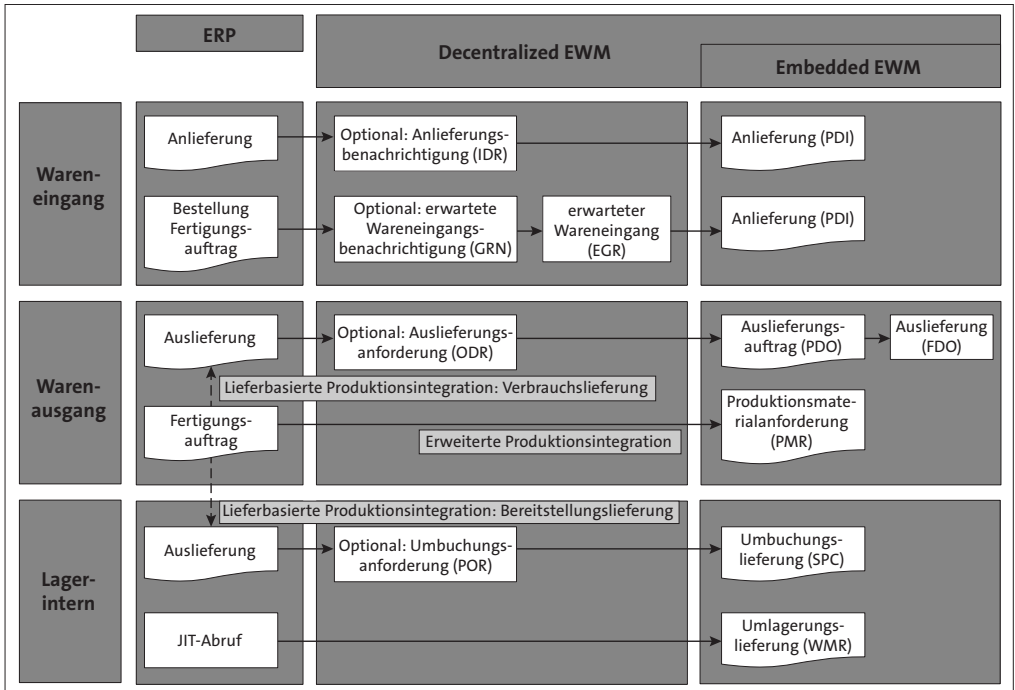 ERP
Decentralized EWM
Embedded EWM
Waren-
eingang
Anlieferung
Optional: Anlieferungs-
benachrichtigung (IDR)
Anlieferung (PDI)
Bestellung
Fertigungs-
auftrag
Optional: erwartete
Wareneingangs-
benachrichtigung (GRN)
erwarteter
Wareneingang
(EGR)
Anlieferung (PDI)
Waren-
ausgang
Auslieferung
Optional: Auslieferungs-
anforderung (ODR)
Auslieferungs-
auftrag (PDO)
Auslieferung
(FDO)
Lieferbasierte Produktionsintegration: Verbrauchslieferung
Fertigungs-
auftrag
Erweiterte Produktionsintegration
Produktionsmate-
rialanforderung
(PMR)
Lieferbasierte Produktionsintegration: Bereitstellungslieferung
Lager-
intern
Auslieferung
Optional: Umbuchungs-
anforderung (POR)
Umbuchungs-
lieferung (SPC)
JIT-Abruf
Umlagerungs-
lieferung (WMR)